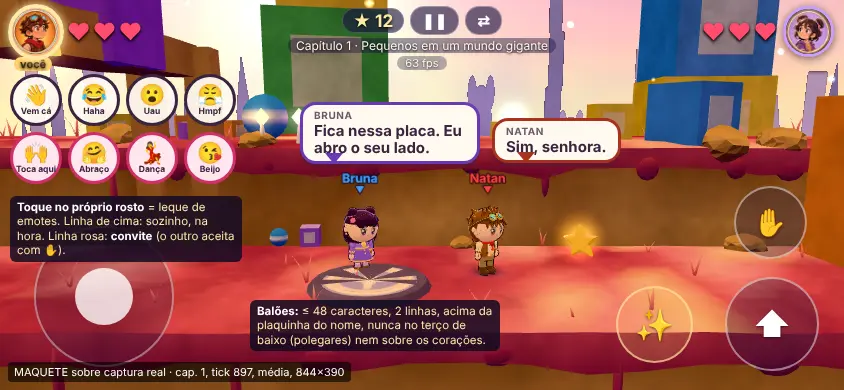 ★ 12
Capítulo 1 · Pequenos em um mundo gigante
63 fps
você
Vem cá
Haha
Uau
Hmpf
Toca aqui
Abraço
Dança
Beijo
Toque no próprio rosto = leque de
emotes. Linha de cima: sozinho, na
hora. Linha rosa: convite (o outro aceita
com ✋).
BRUNA
Fica nessa placa. Eu
abro o seu lado.
NATAN
Sim, senhora.
Bruna
Natan
Balões: ≤ 48 caracteres, 2 linhas, acima da
plaquinha do nome, nunca no terço de
baixo (polegares) nem sobre os corações.
MAQUETE sobre captura real · cap. 1, tick 897, média, 844×390